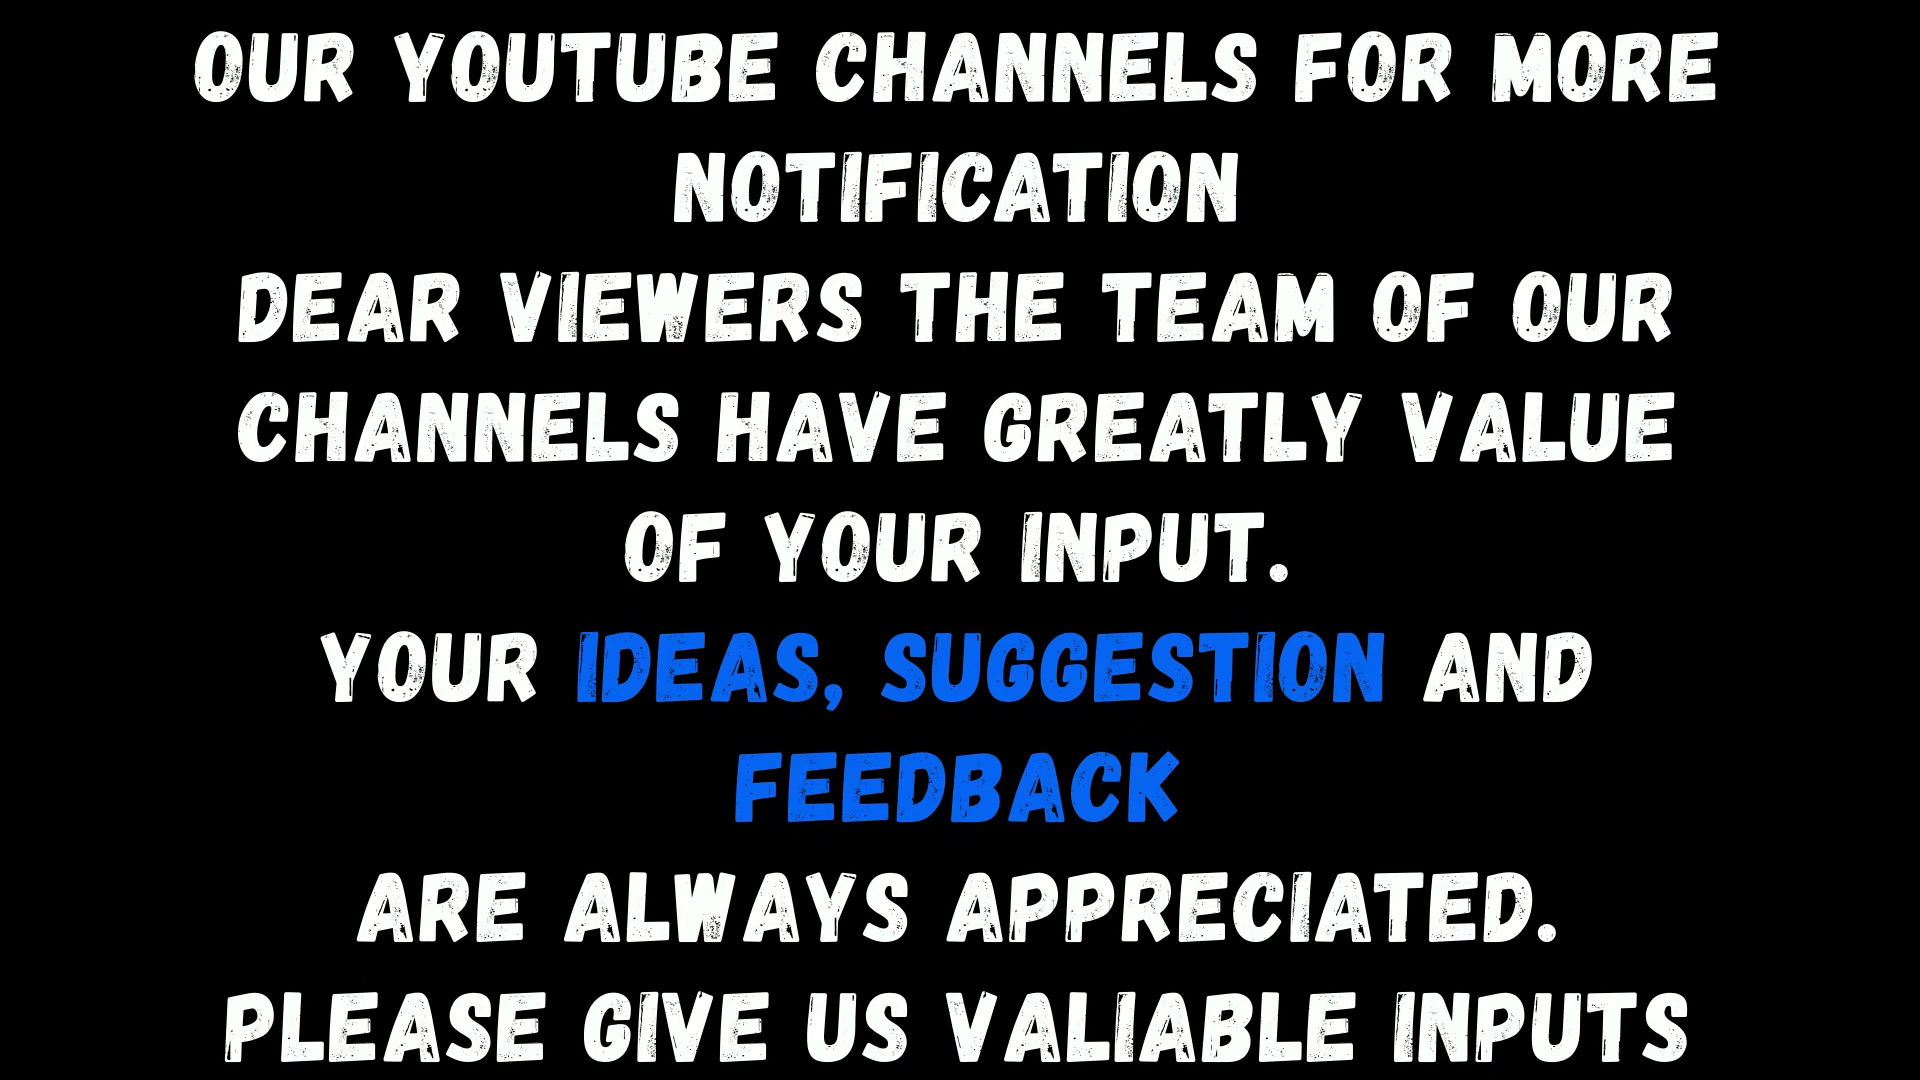 OUR YOUTUBE CHANNELS FOR MORE
NOTIFICATION
DEAR VIEWERS THE TEAM OF OUR
CHANNELS HAVE GREATLY VALUE
OF YOUR INPUT.
YOUR IDEAS, SUGGESTION AND
FEEDBACK
ARE ALWAYS APPRECIATED.
PLEASE GIVE US VALIABLE INPUTS